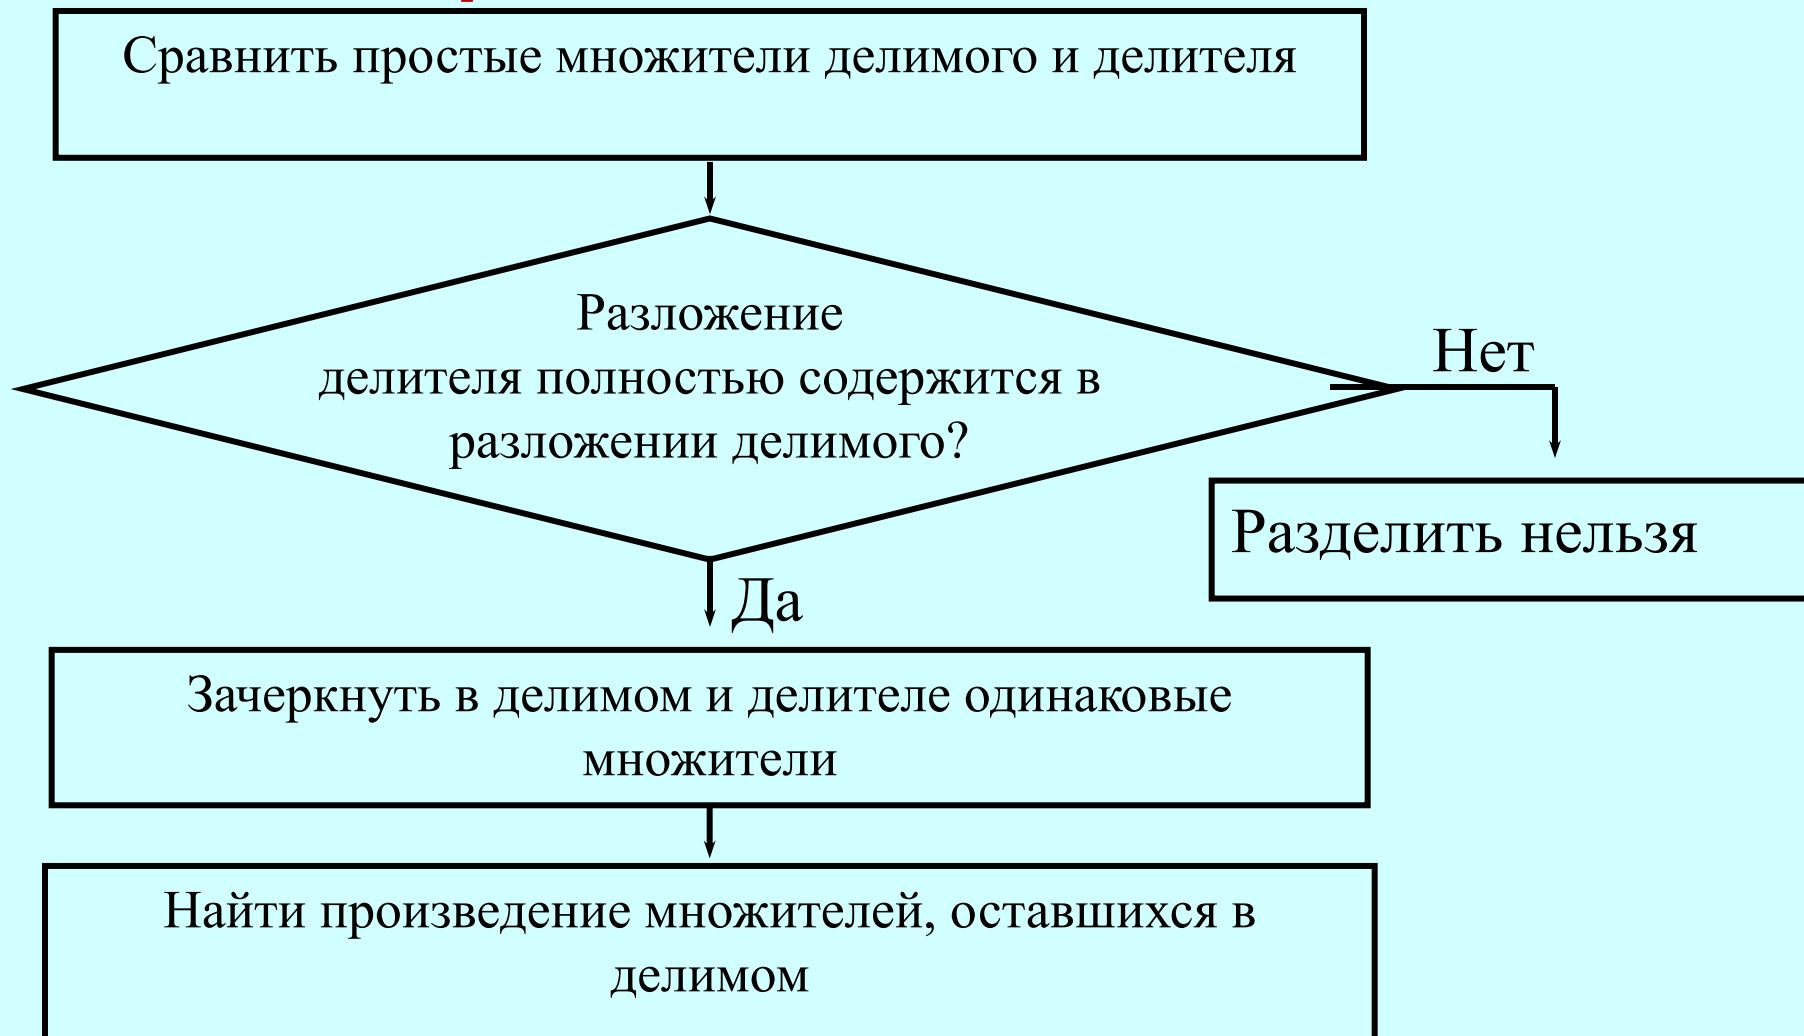 Сравнить простые множители делимого и делителя
Разложение
делителя полностью содержится в
разложении делимого?
Нет
Разделить нельзя
Да
Зачеркнуть в делимом и делителе одинаковые
множители
Найти произведение множителей, оставшихся в
делимом